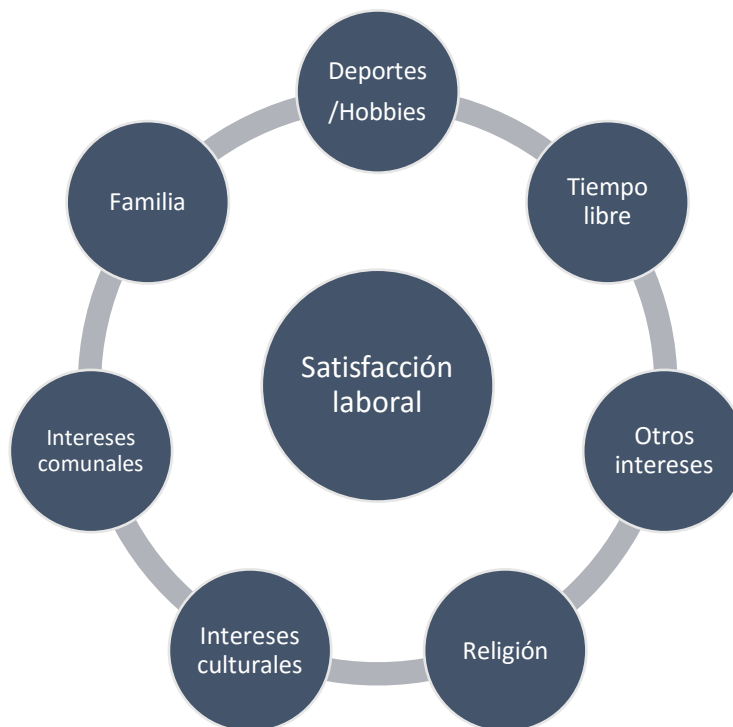 Deportes
/Hobbies
Tiempo
libre
Otros
intereses
Religión
Intereses
culturales
Intereses
comunales
Familia
Satisfacción
laboral